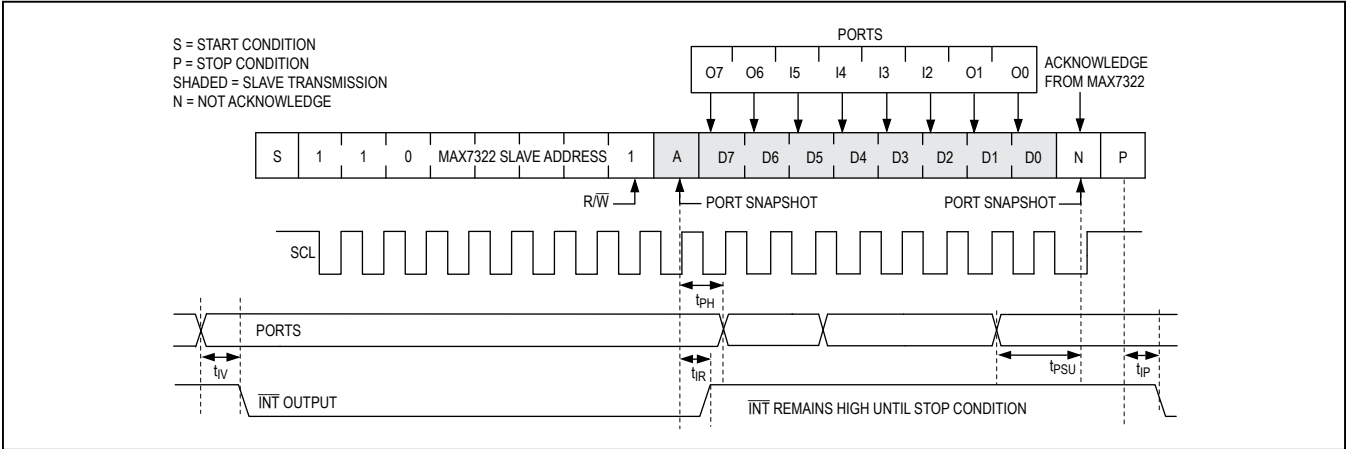 S = START CONDITION
P = STOP CONDITION
SHADED = SLAVE TRANSMISSION
N = NOT ACKNOWLEDGE
PORTS
O7 O6 I5 I4 I3 I2 O1 O0
ACKNOWLEDGE
FROM MAX7322
S 1 1 0 MAX7322 SLAVE ADDRESS 1 A D7 D6 D5 D4 D3 D2 D1 D0 N P
R/W̅ PORT SNAPSHOT PORT SNAPSHOT
SCL
tPH
PORTS
tIV tIR tPSU tIP
I̅N̅T̅ OUTPUT I̅N̅T̅ REMAINS HIGH UNTIL STOP CONDITION